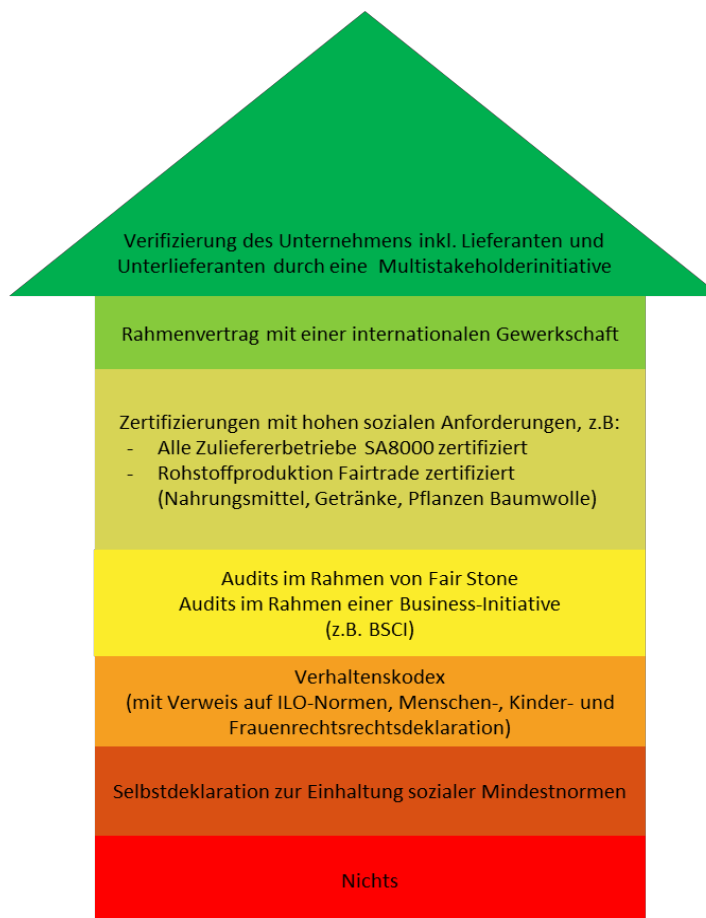 Verifizierung des Unternehmens inkl. Lieferanten und
Unterlieferanten durch eine Multistakeholderinitiative
Rahmenvertrag mit einer internationalen Gewerkschaft
Zertifizierungen mit hohen sozialen Anforderungen, z.B:
- Alle Zuliefererbetriebe SA8000 zertifiziert
- Rohstoffproduktion Fairtrade zertifiziert
(Nahrungsmittel, Getränke, Pflanzen Baumwolle)
Audits im Rahmen von Fair Stone
Audits im Rahmen einer Business-Initiative
(z.B. BSCI)
Verhaltenskodex
(mit Verweis auf ILO-Normen, Menschen-, Kinder- und
Frauenrechtsrechtsdeklaration)
Selbstdeklaration zur Einhaltung sozialer Mindestnormen
Nichts